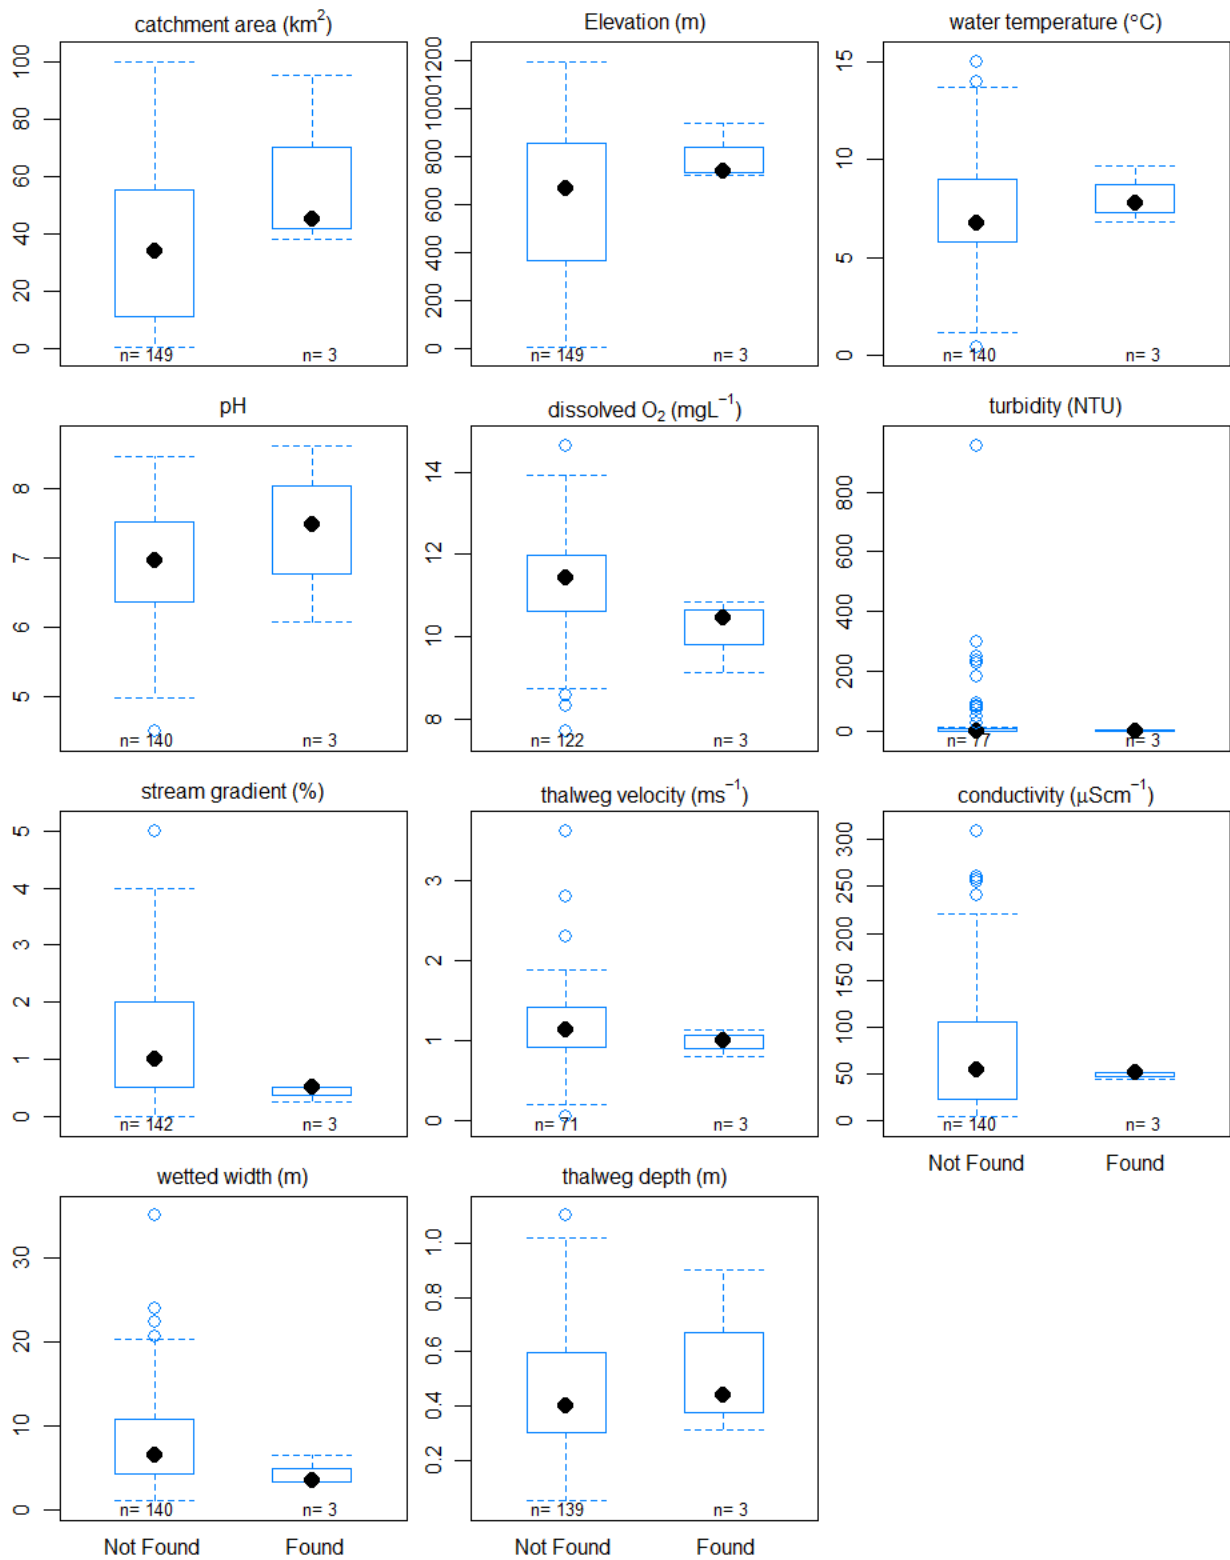 catchment area (km²)
Elevation (m)
water temperature (°C)
0 20 40 60 80 100
0 200 400 600 800 1000 1200
0 5 10 15
n= 149 n= 3
n= 149 n= 3
n= 140 n= 3
pH
dissolved O₂ (mgL⁻¹)
turbidity (NTU)
5 6 7 8
8 10 12 14
0 200 400 600 800
n= 140 n= 3
n= 122 n= 3
n= 77 n= 3
stream gradient (%)
thalweg velocity (ms⁻¹)
conductivity (µScm⁻¹)
0 1 2 3 4 5
0 1 2 3
0 50 100 150 200 250 300
n= 142 n= 3
n= 71 n= 3
n= 140 n= 3
Not Found Found
wetted width (m)
thalweg depth (m)
0 10 20 30
0.2 0.4 0.6 0.8 1.0
n= 140 n= 3
n= 139 n= 3
Not Found Found
Not Found Found